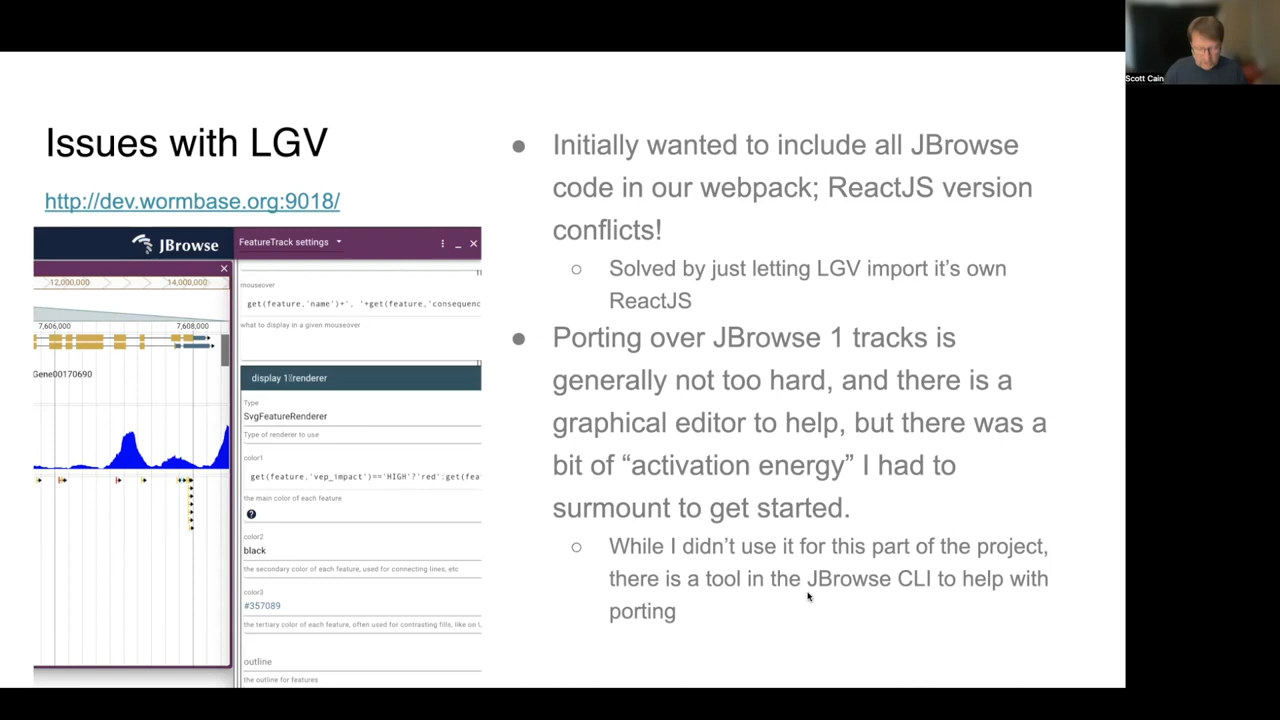 Scott Cain
Issues with LGV
http://dev.wormbase.org:9018/
JBrowse
12,000,000
14,000,000
7,606,000
7,608,000
Gene00170690
FeatureTrack settings
mouseover
get(feature,'name')+', '+get(feature,'consequenc
what to display in a given mouseover
display 1
renderer
Type
SvgFeatureRenderer
Type of renderer to use
color1
get(feature,'vep_impact')=='HIGH'?'red':get(fea
the main color of each feature
color2
black
the secondary color of each feature, used for connecting lines, etc
color3
#357089
the tertiary color of each feature, often used for contrasting fills, like on
outline
the outline for features
● Initially wanted to include all JBrowse
code in our webpack; ReactJS version
conflicts!
○ Solved by just letting LGV import it's own
ReactJS
● Porting over JBrowse 1 tracks is
generally not too hard, and there is a
graphical editor to help, but there was a
bit of “activation energy” I had to
surmount to get started.
○ While I didn't use it for this part of the project,
there is a tool in the JBrowse CLI to help with
porting